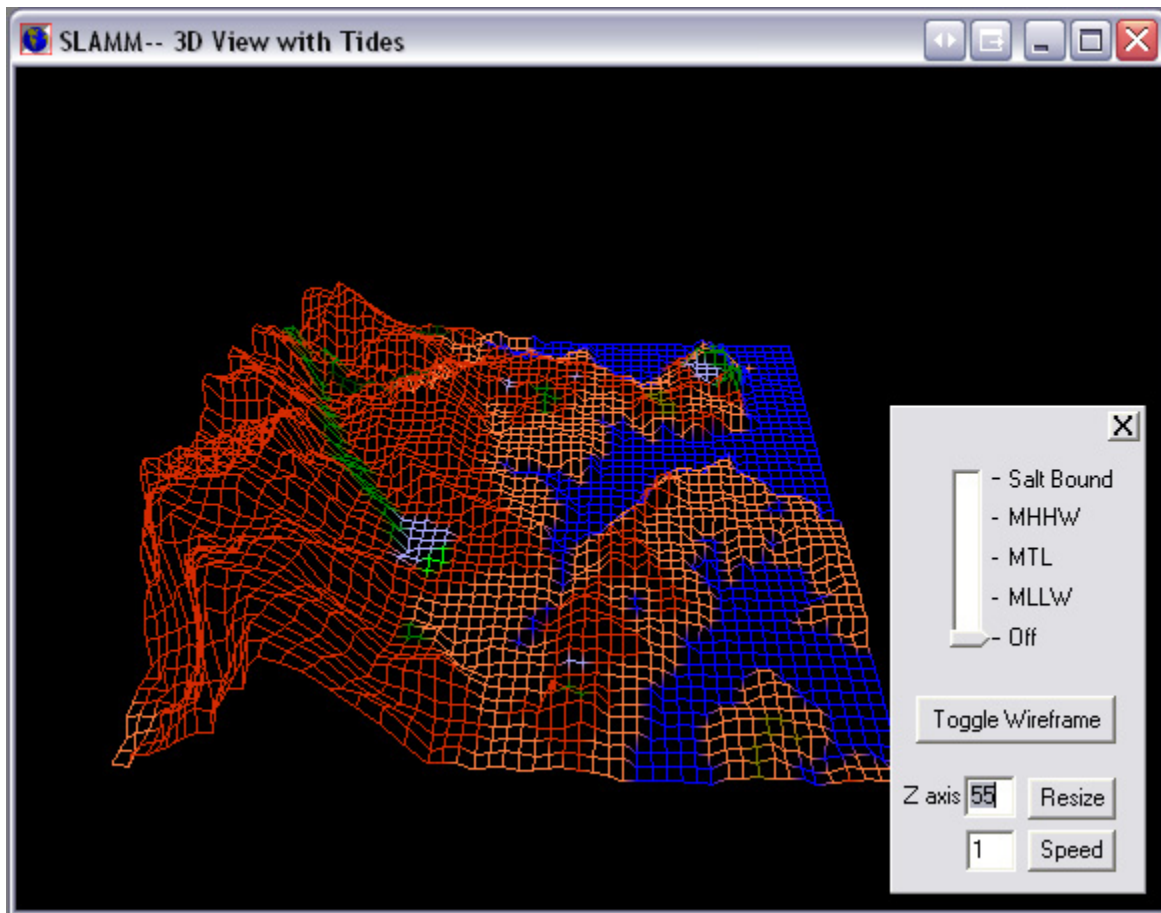 SLAMM-- 3D View with Tides
X
- Salt Bound
- MHHW
- MTL
- MLLW
- Off
Toggle Wireframe
Z axis 55 Resize
1 Speed